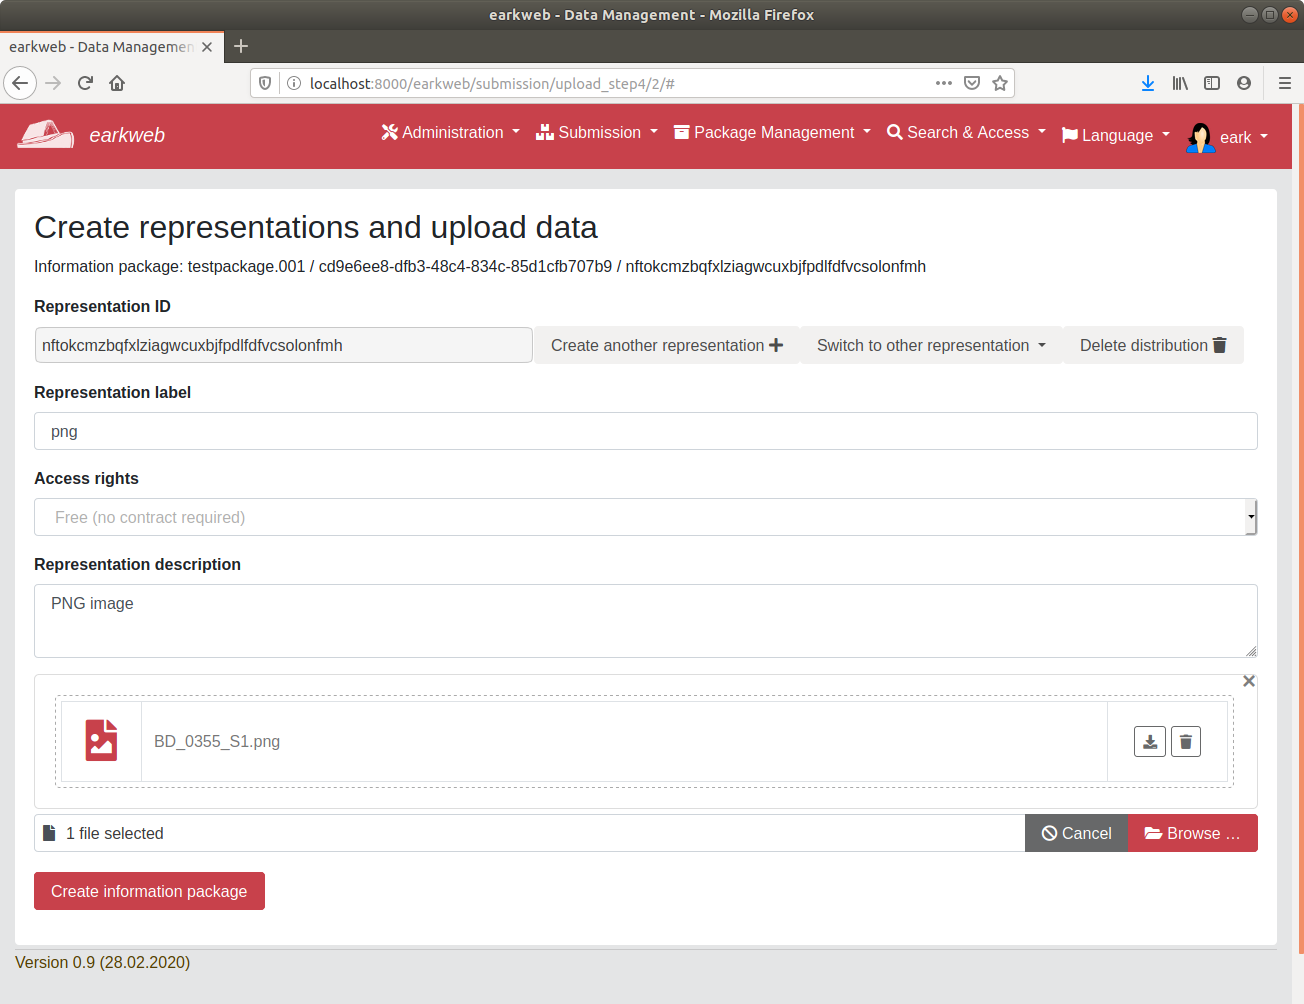 earkweb - Data Management - Mozilla Firefox
earkweb - Data Managemen
localhost:8000/earkweb/submission/upload_step4/2/#
earkweb
Administration
Submission
Package Management
Search & Access
Language
eark
Create representations and upload data
Information package: testpackage.001 / cd9e6ee8-dfb3-48c4-834c-85d1cfb707b9 / nftokcmzbqfxlziagwcuxbjfpdlfdfvcsolonfmh
Representation ID
nftokcmzbqfxlziagwcuxbjfpdlfdfvcsolonfmh
Create another representation
Switch to other representation
Delete distribution
Representation label
png
Access rights
Free (no contract required)
Representation description
PNG image
BD_0355_S1.png
1 file selected
Cancel
Browse …
Create information package
Version 0.9 (28.02.2020)